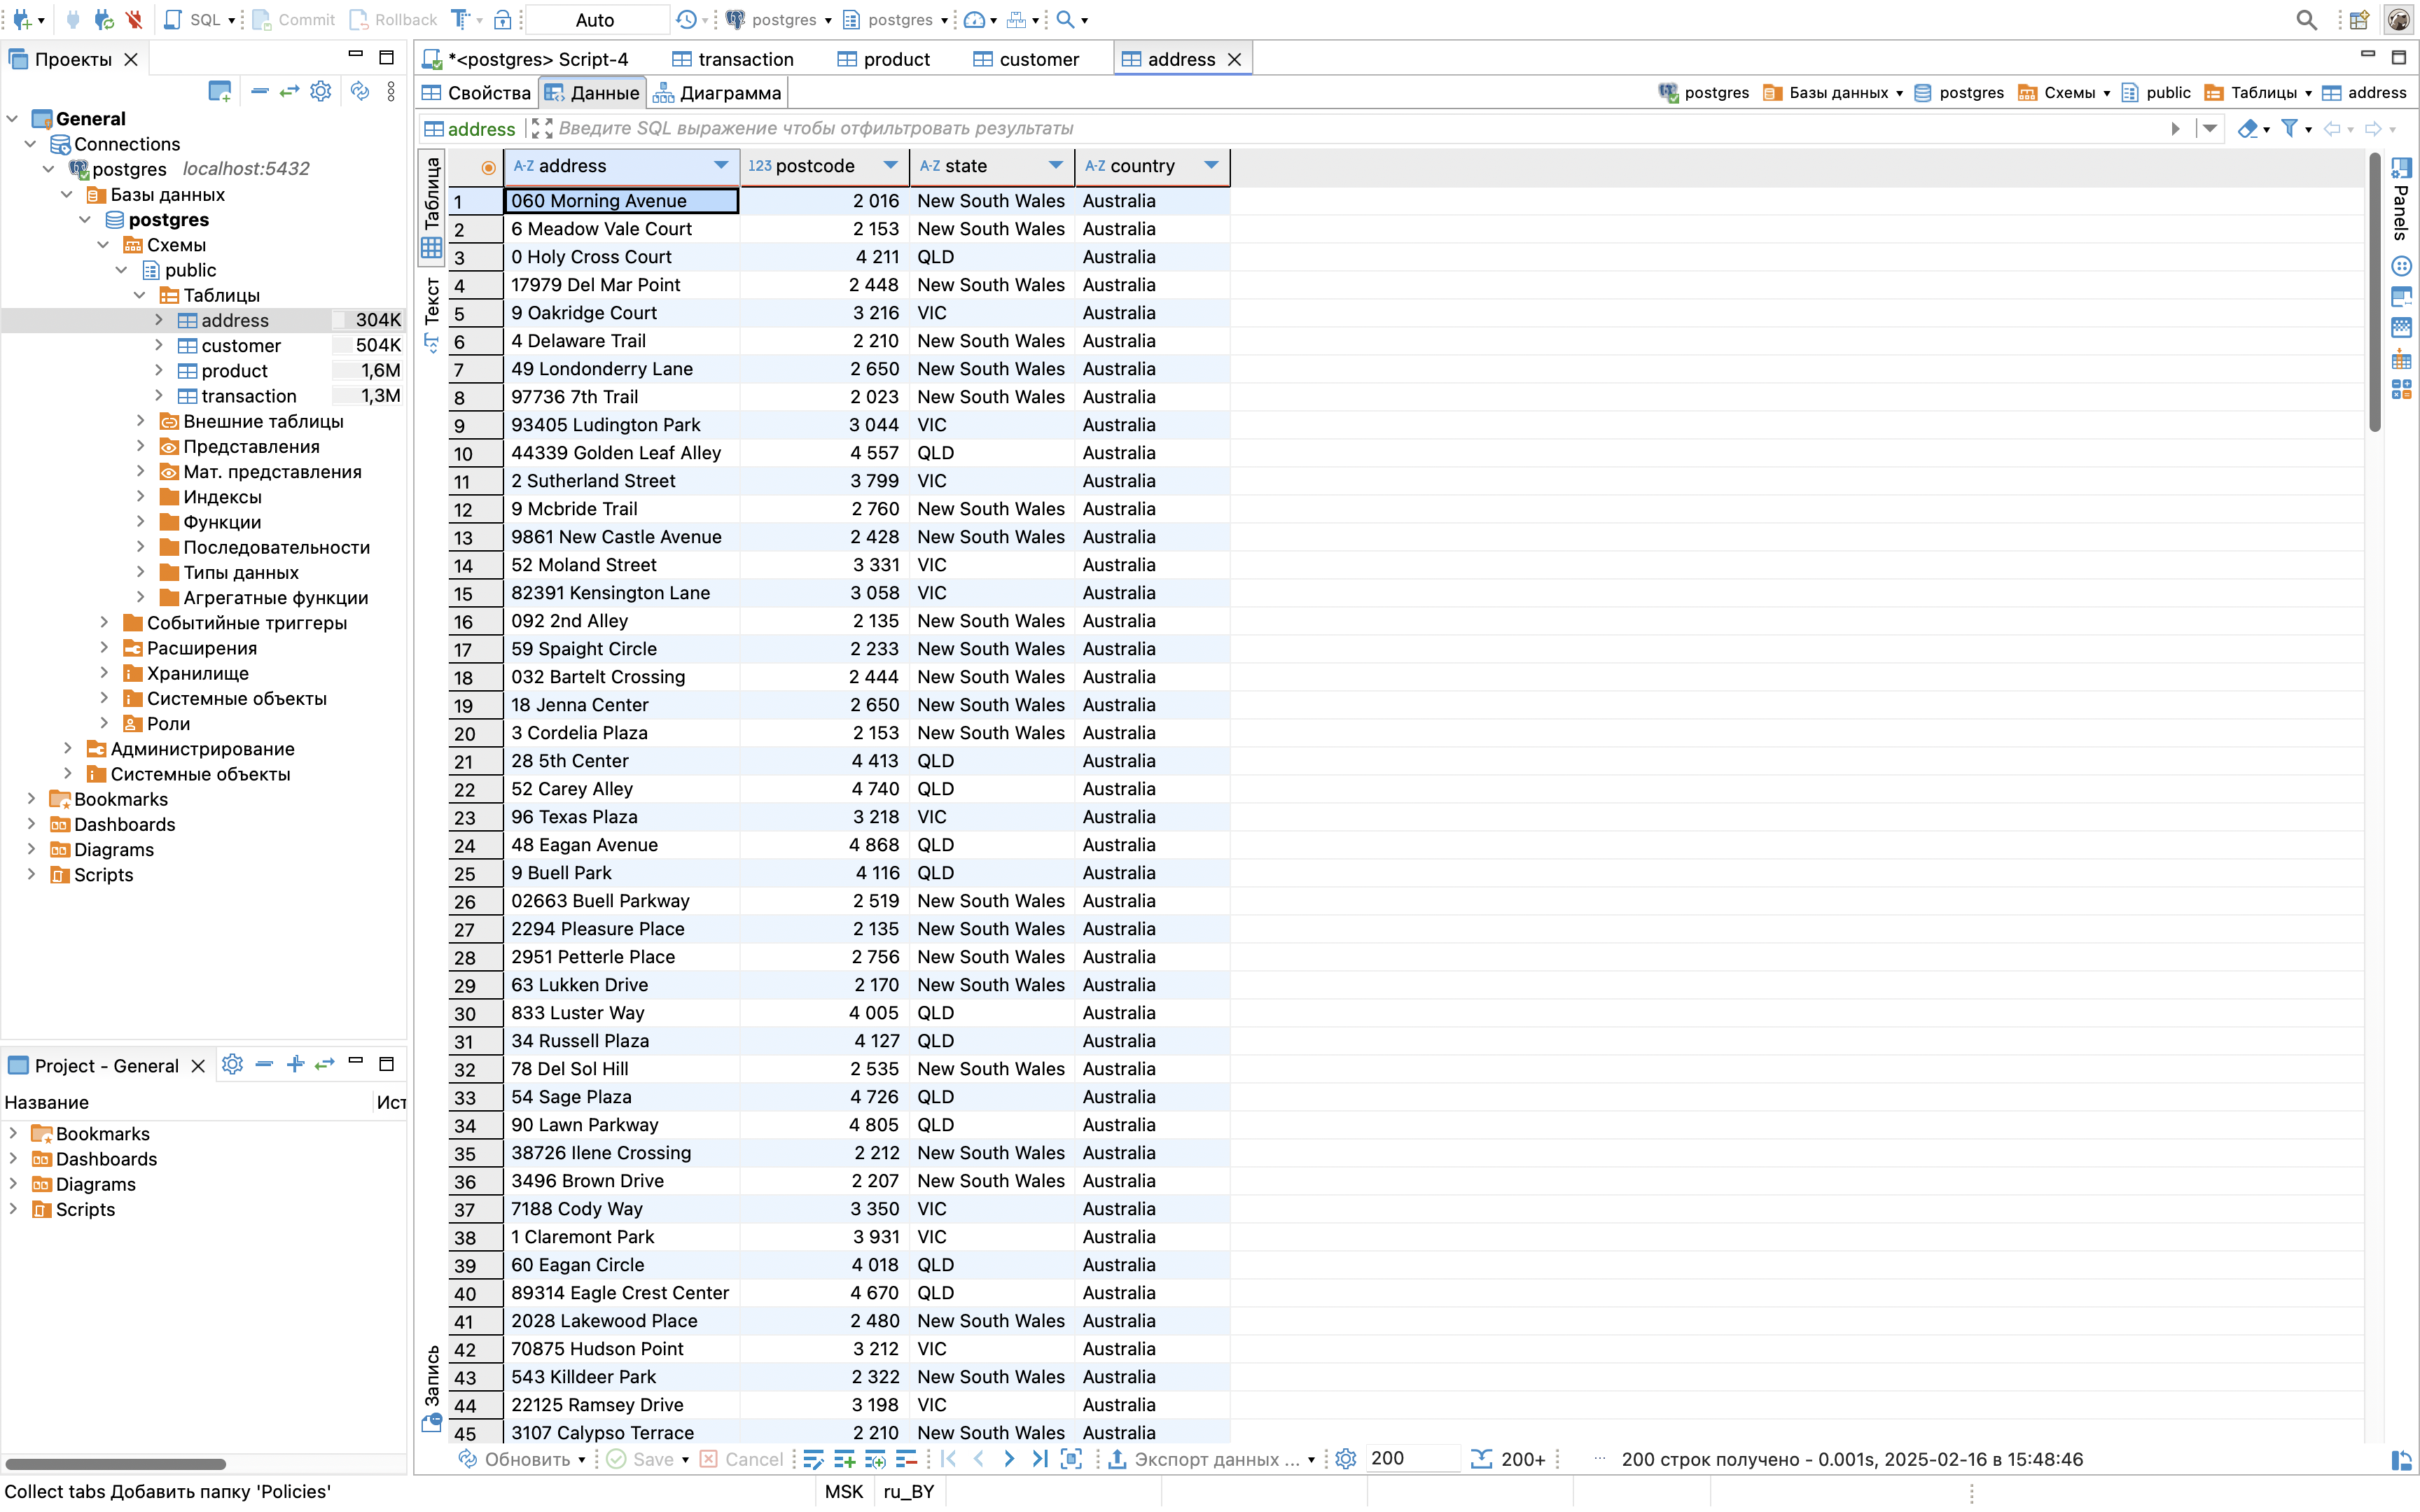 SQL Commit Rollback Auto postgres postgres
Проекты
General
Connections
postgres localhost:5432
Базы данных
postgres
Схемы
public
Таблицы
address 304K
customer 504K
product 1,6M
transaction 1,3M
Внешние таблицы
Представления
Мат. представления
Индексы
Функции
Последовательности
Типы данных
Агрегатные функции
Событийные триггеры
Расширения
Хранилище
Системные объекты
Роли
Администрирование
Системные объекты
Bookmarks
Dashboards
Diagrams
Scripts
Project - General
Название Ист
Bookmarks
Dashboards
Diagrams
Scripts
*<postgres> Script-4 transaction product customer address
Свойства Данные Диаграмма postgres Базы данных postgres Схемы public Таблицы address
address Введите SQL выражение чтобы отфильтровать результаты
Таблица
Текст
Запись
Panels
A-Z address 123 postcode A-Z state A-Z country
1 060 Morning Avenue 2 016 New South Wales Australia
2 6 Meadow Vale Court 2 153 New South Wales Australia
3 0 Holy Cross Court 4 211 QLD Australia
4 17979 Del Mar Point 2 448 New South Wales Australia
5 9 Oakridge Court 3 216 VIC Australia
6 4 Delaware Trail 2 210 New South Wales Australia
7 49 Londonderry Lane 2 650 New South Wales Australia
8 97736 7th Trail 2 023 New South Wales Australia
9 93405 Ludington Park 3 044 VIC Australia
10 44339 Golden Leaf Alley 4 557 QLD Australia
11 2 Sutherland Street 3 799 VIC Australia
12 9 Mcbride Trail 2 760 New South Wales Australia
13 9861 New Castle Avenue 2 428 New South Wales Australia
14 52 Moland Street 3 331 VIC Australia
15 82391 Kensington Lane 3 058 VIC Australia
16 092 2nd Alley 2 135 New South Wales Australia
17 59 Spaight Circle 2 233 New South Wales Australia
18 032 Bartelt Crossing 2 444 New South Wales Australia
19 18 Jenna Center 2 650 New South Wales Australia
20 3 Cordelia Plaza 2 153 New South Wales Australia
21 28 5th Center 4 413 QLD Australia
22 52 Carey Alley 4 740 QLD Australia
23 96 Texas Plaza 3 218 VIC Australia
24 48 Eagan Avenue 4 868 QLD Australia
25 9 Buell Park 4 116 QLD Australia
26 02663 Buell Parkway 2 519 New South Wales Australia
27 2294 Pleasure Place 2 135 New South Wales Australia
28 2951 Petterle Place 2 756 New South Wales Australia
29 63 Lukken Drive 2 170 New South Wales Australia
30 833 Luster Way 4 005 QLD Australia
31 34 Russell Plaza 4 127 QLD Australia
32 78 Del Sol Hill 2 535 New South Wales Australia
33 54 Sage Plaza 4 726 QLD Australia
34 90 Lawn Parkway 4 805 QLD Australia
35 38726 Ilene Crossing 2 212 New South Wales Australia
36 3496 Brown Drive 2 207 New South Wales Australia
37 7188 Cody Way 3 350 VIC Australia
38 1 Claremont Park 3 931 VIC Australia
39 60 Eagan Circle 4 018 QLD Australia
40 89314 Eagle Crest Center 4 670 QLD Australia
41 2028 Lakewood Place 2 480 New South Wales Australia
42 70875 Hudson Point 3 212 VIC Australia
43 543 Killdeer Park 2 322 New South Wales Australia
44 22125 Ramsey Drive 3 198 VIC Australia
45 3107 Calypso Terrace 2 210 New South Wales Australia
Обновить Save Cancel Экспорт данных ... 200 200+ ... 200 строк получено - 0.001s, 2025-02-16 в 15:48:46
Collect tabs Добавить папку 'Policies' MSK ru_BY